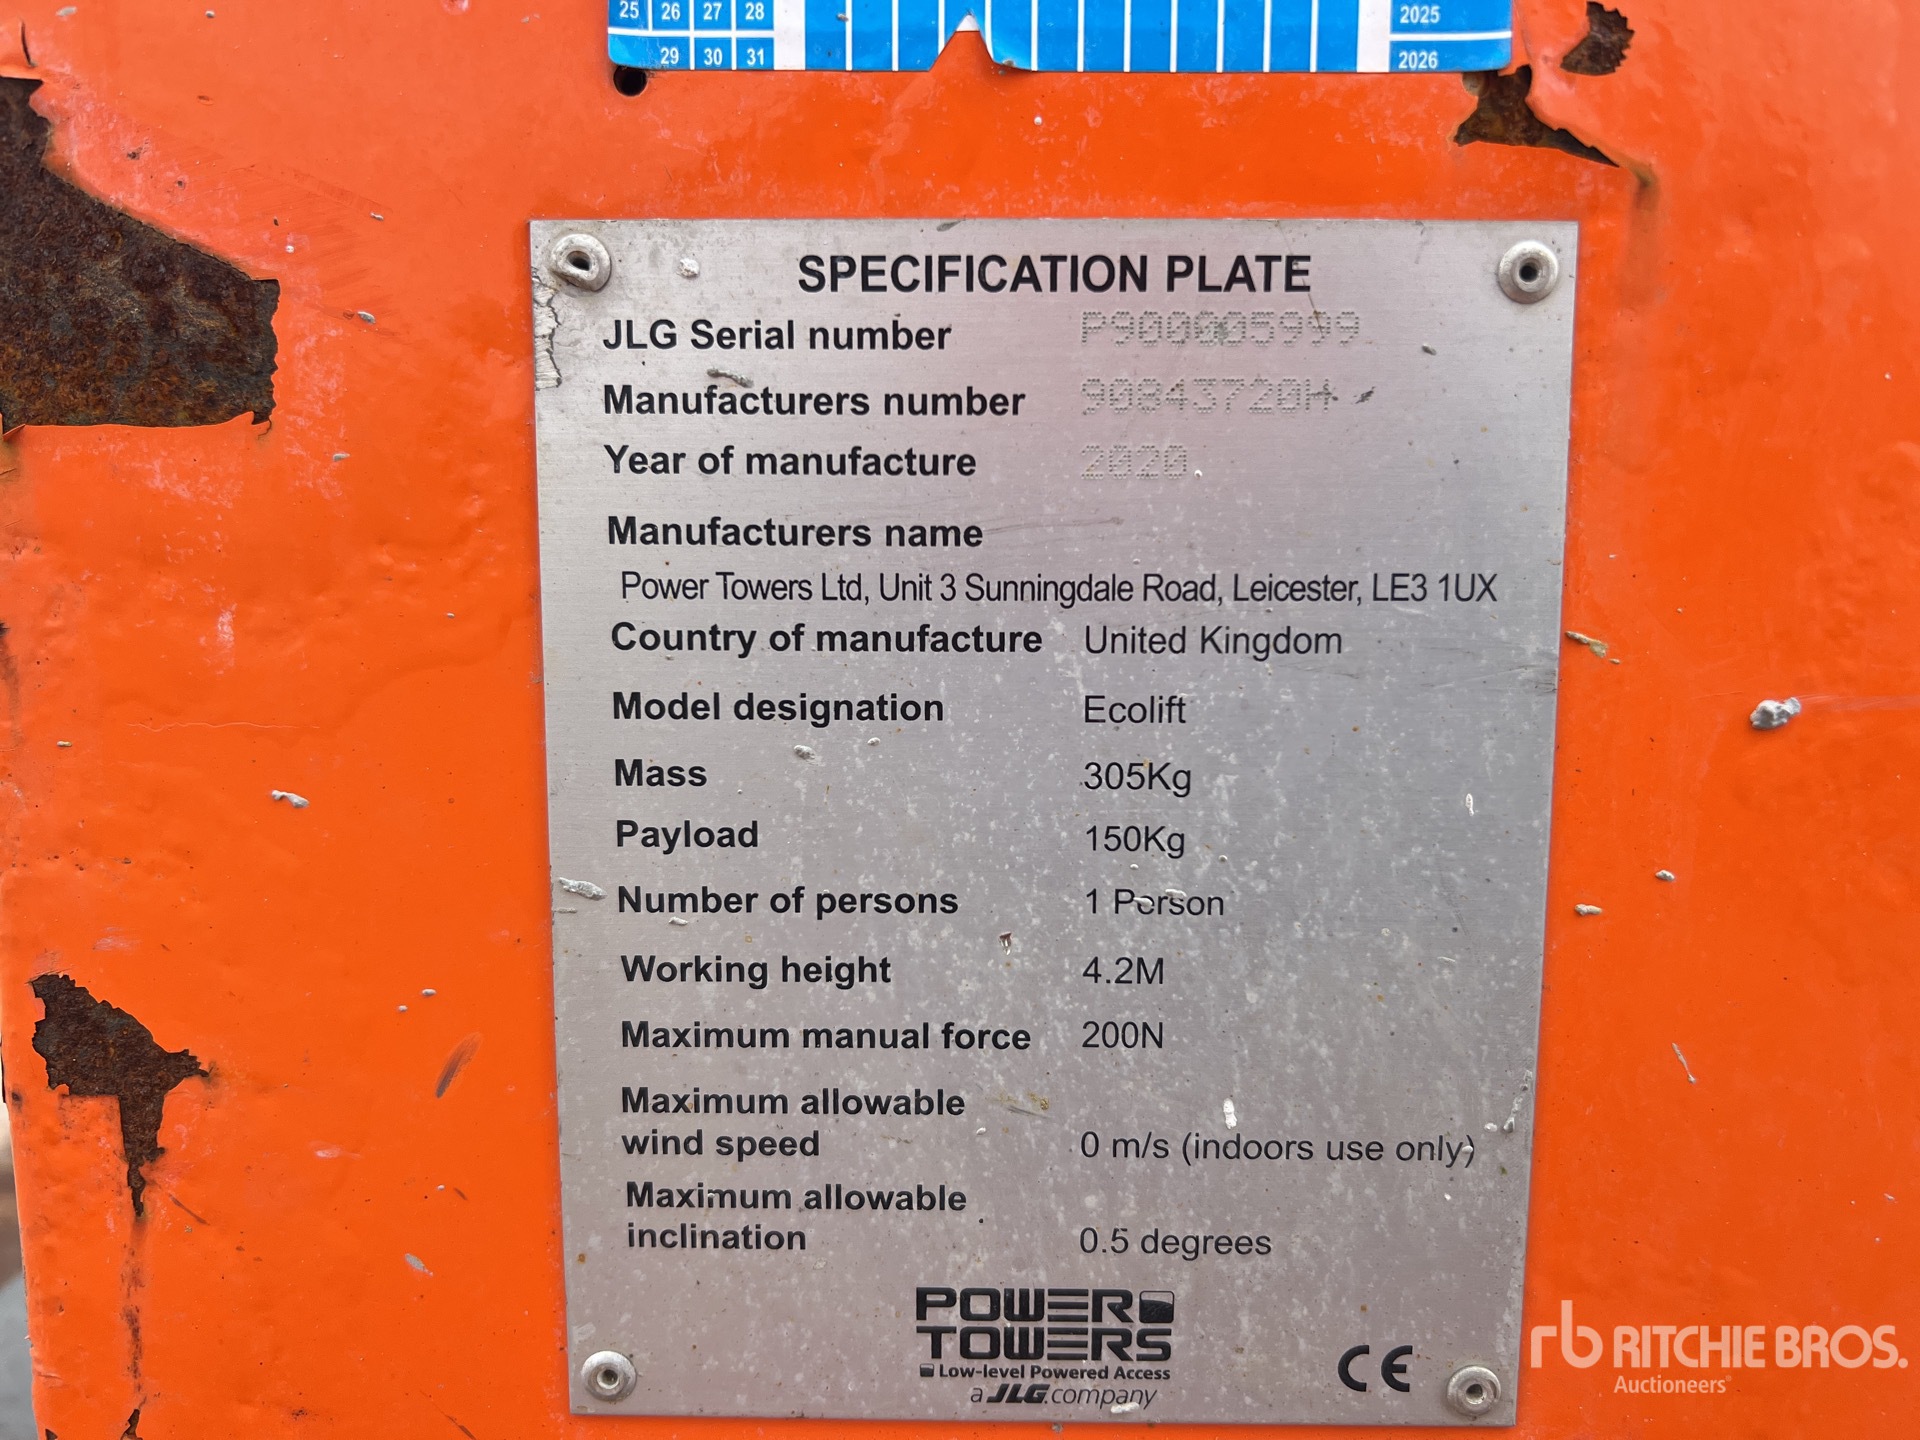 25 26 27 28 2025
29 30 31 2026
SPECIFICATION PLATE
JLG Serial number P900005999
Manufacturers number 90843720H
Year of manufacture 2020
Manufacturers name
Power Towers Ltd, Unit 3 Sunningdale Road, Leicester, LE3 1UX
Country of manufacture United Kingdom
Model designation Ecolift
Mass 305Kg
Payload 150Kg
Number of persons 1 Person
Working height 4.2M
Maximum manual force 200N
Maximum allowable
wind speed 0 m/s (indoors use only)
Maximum allowable
inclination 0.5 degrees
POWER
TOWERS
Low-level Powered Access
a JLG company
CE
rb RITCHIE BROS.
Auctioneers